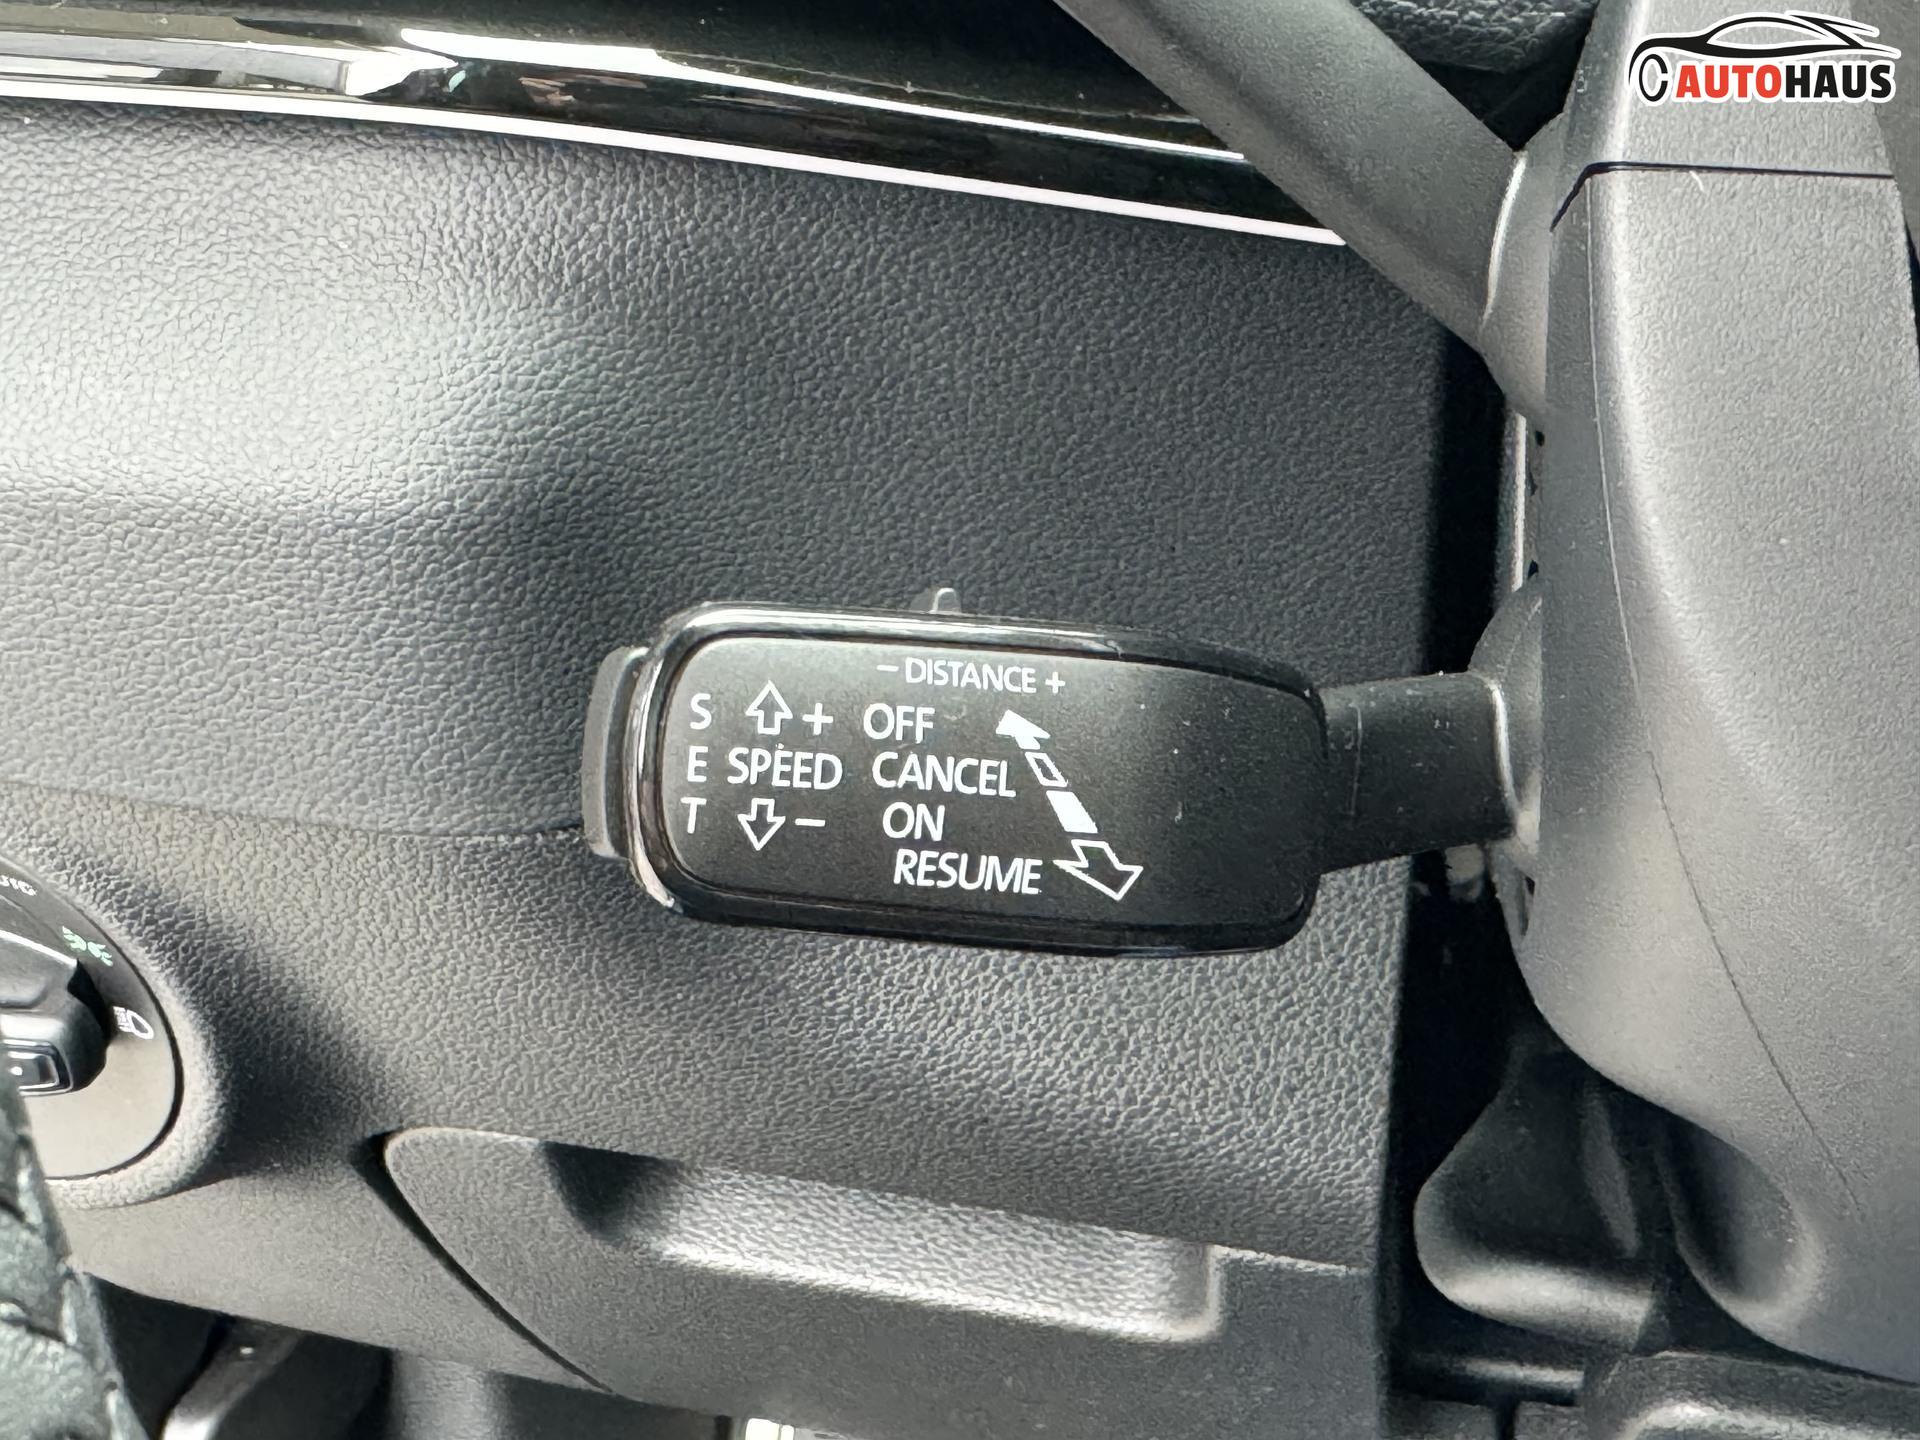 AUTOHAUS
– DISTANCE +
S + OFF
E SPEED CANCEL
T – ON
RESUME